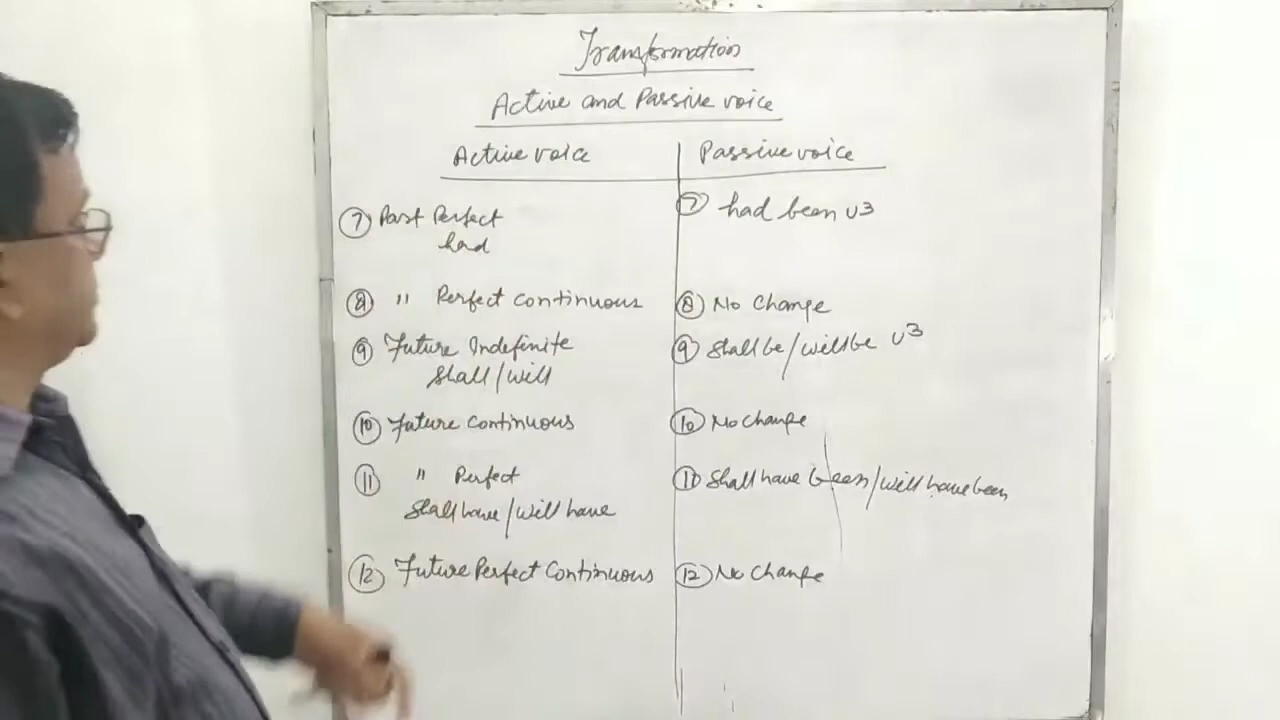 Transformation
Active and Passive voice
Active voice
Passive voice
⑦ Past Perfect
had
⑦ had been v3
⑧ " Perfect continuous
⑧ No Change
⑨ Future Indefinite
Shall/will
⑨ Shall be/will be v3
⑩ Future continuous
⑩ No change
⑪ " Perfect
Shall have/will have
⑪ Shall have been/will have been
⑫ Future Perfect Continuous
⑫ No Change